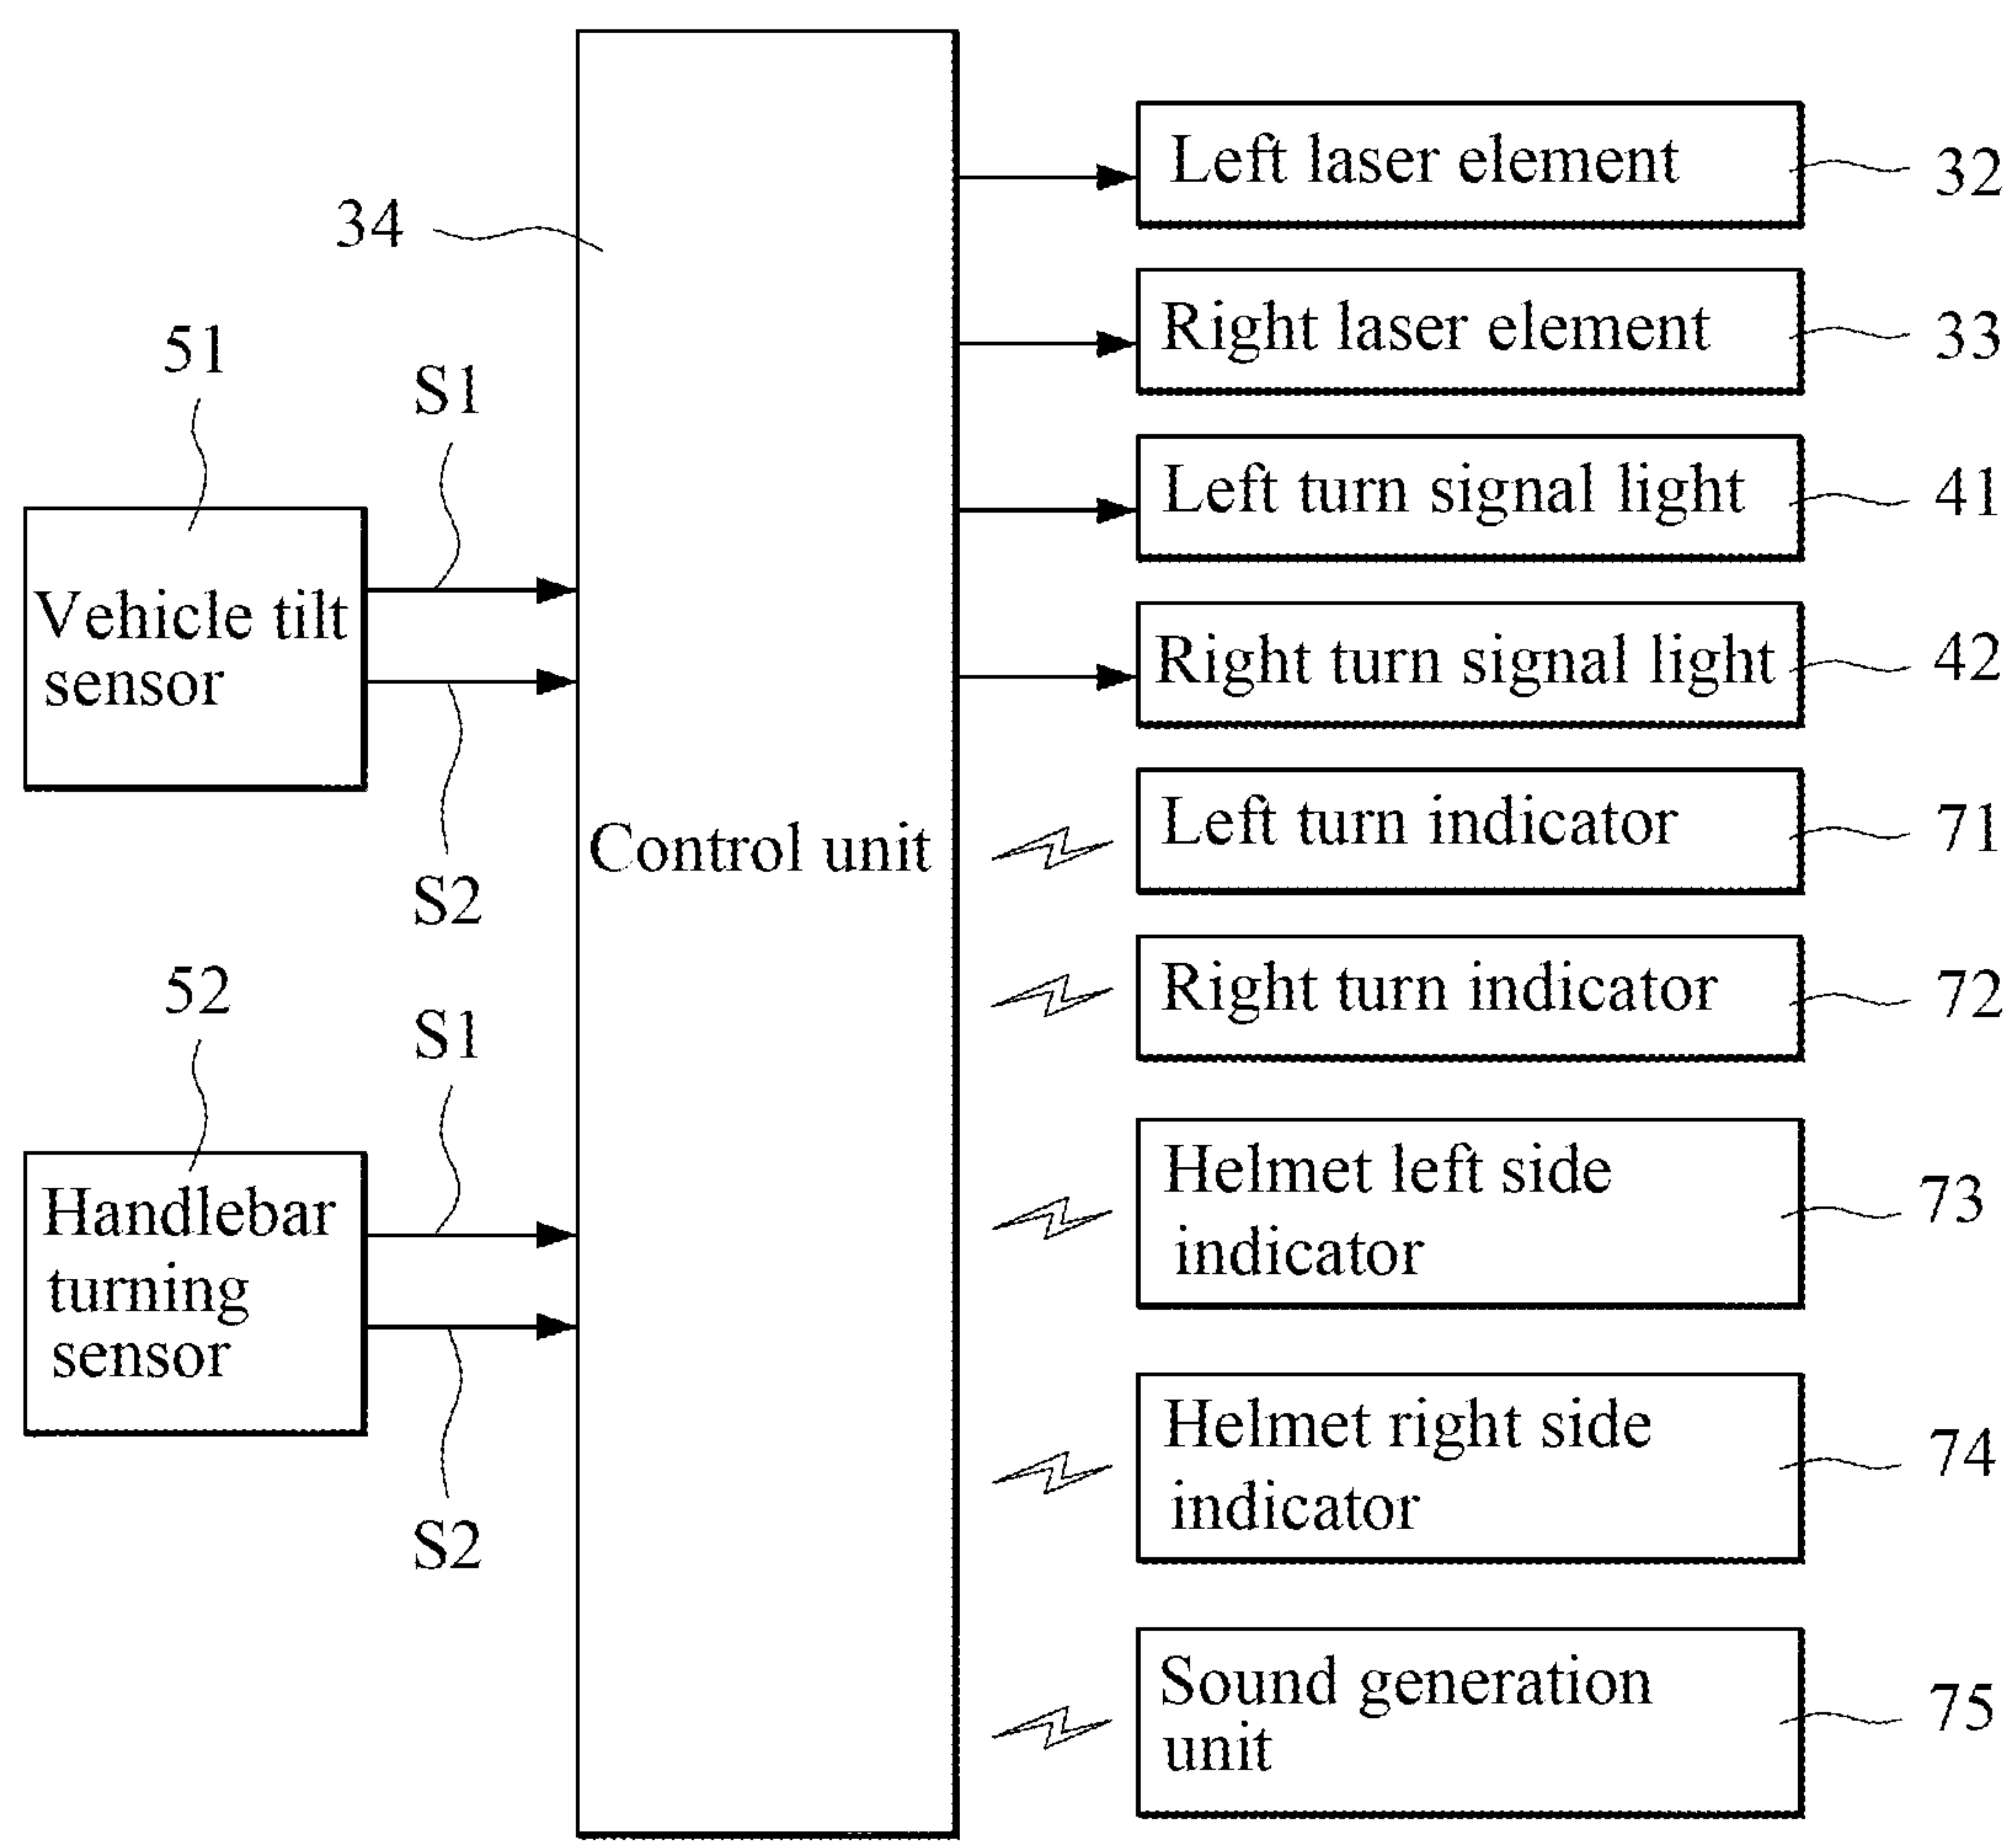 34
51
S1
Vehicle tilt
sensor
S2
52
S1
Handlebar
turning
sensor
S2
Control unit
Left laser element
32
Right laser element
33
Left turn signal light
41
Right turn signal light
42
Left turn indicator
71
Right turn indicator
72
Helmet left side
indicator
73
Helmet right side
indicator
74
Sound generation
unit
75